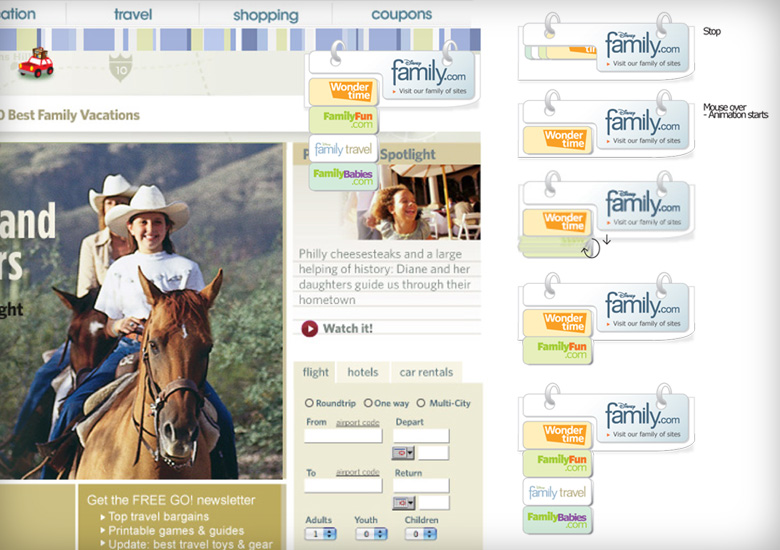 travel
shopping
coupons
10
Disney
family.com
Visit our family of sites
Wonder
time
FamilyFun
.com
Disney
family travel
FamilyBabies
.com
Best Family Vacations
Spotlight
and
Philly cheesesteaks and a large
helping of history: Diane and her
daughters guide us through their
hometown
Watch it!
flight
hotels
car rentals
Roundtrip
One way
Multi-City
From
airport code
Depart
To
airport code
Return
Adults
Youth
Children
1
0
0
Get the FREE GO! newsletter
Top travel bargains
Printable games & guides
Update: best travel toys & gear
Disney
family.com
Visit our family of sites
Stop
Wonder
time
Disney
family.com
Visit our family of sites
Mouse over
- Animation starts
Wonder
time
Disney
family.com
Visit our family of sites
Wonder
time
Disney
family.com
Visit our family of sites
FamilyFun
.com
Wonder
time
Disney
family.com
Visit our family of sites
FamilyFun
.com
Disney
family travel
FamilyBabies
.com